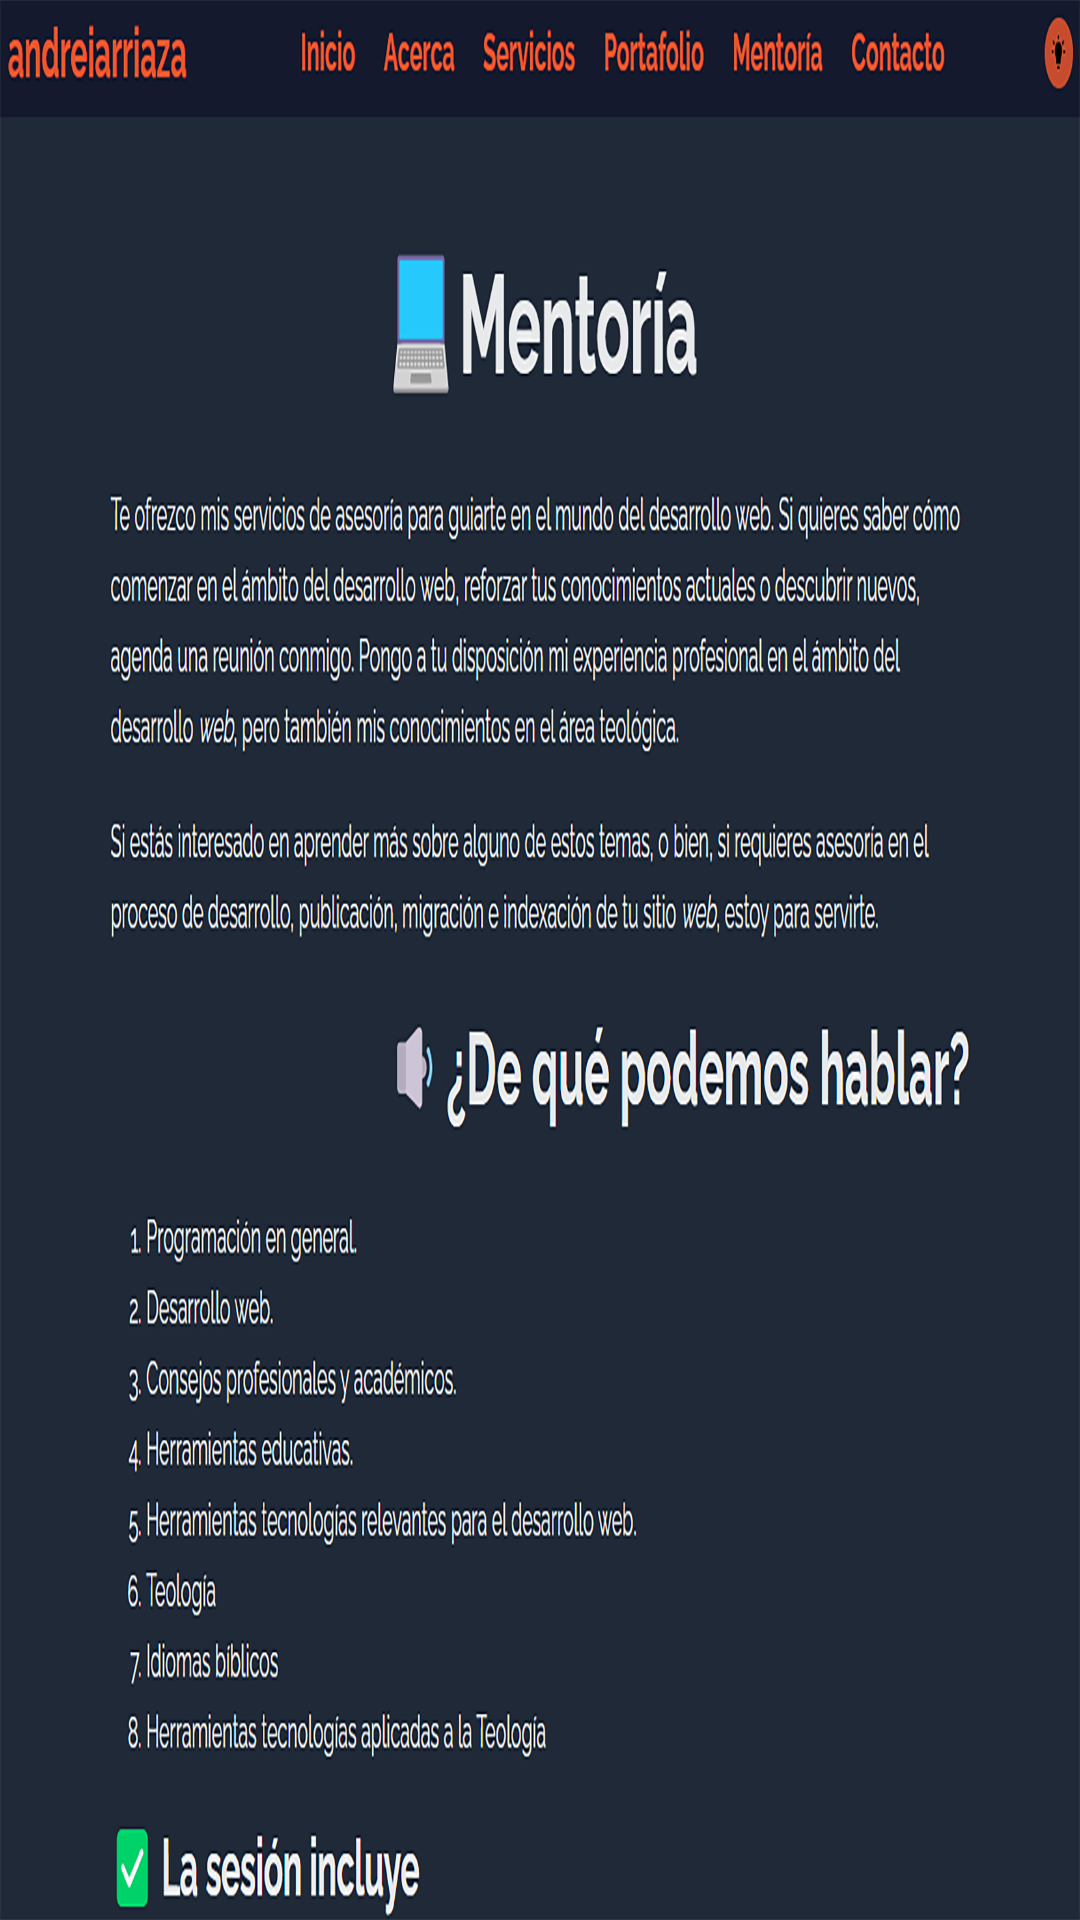 andreiarriaza Inicio Acerca Servicios Portafolio Mentoría Contacto
Mentoría
Te ofrezco mis servicios de asesoría para guiarte en el mundo del desarrollo web. Si quieres saber cómo
comenzar en el ámbito del desarrollo web, reforzar tus conocimientos actuales o descubrir nuevos,
agenda una reunión conmigo. Pongo a tu disposición mi experiencia profesional en el ámbito del
desarrollo web, pero también mis conocimientos en el área teológica.
Si estás interesado en aprender más sobre alguno de estos temas, o bien, si requieres asesoría en el
proceso de desarrollo, publicación, migración e indexación de tu sitio web, estoy para servirte.
¿De qué podemos hablar?
1. Programación en general.
2. Desarrollo web.
3. Consejos profesionales y académicos.
4. Herramientas educativas.
5. Herramientas tecnologías relevantes para el desarrollo web.
6. Teología
7. Idiomas bíblicos
8. Herramientas tecnologías aplicadas a la Teología
La sesión incluye